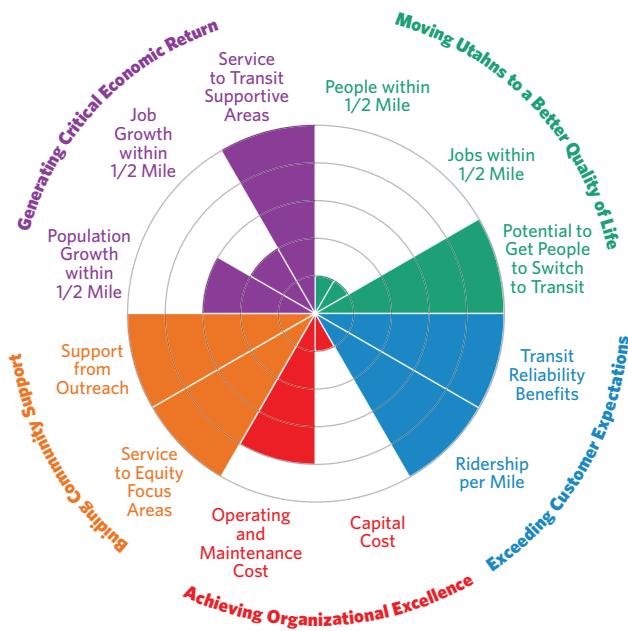 Generating Critical Economic Return
Moving Utahns to a Better Quality of Life
Service
to Transit
Supportive
Areas
People within
1/2 Mile
Job
Growth
within
1/2 Mile
Jobs within
1/2 Mile
Population
Growth
within
1/2 Mile
Potential to
Get People
to Switch
to Transit
Support
from
Outreach
Transit
Reliability
Benefits
Service
to Equity
Focus
Areas
Ridership
per Mile
Operating
and
Maintenance
Cost
Capital
Cost
Building Community Support
Exceeding Customer Expectations
Achieving Organizational Excellence